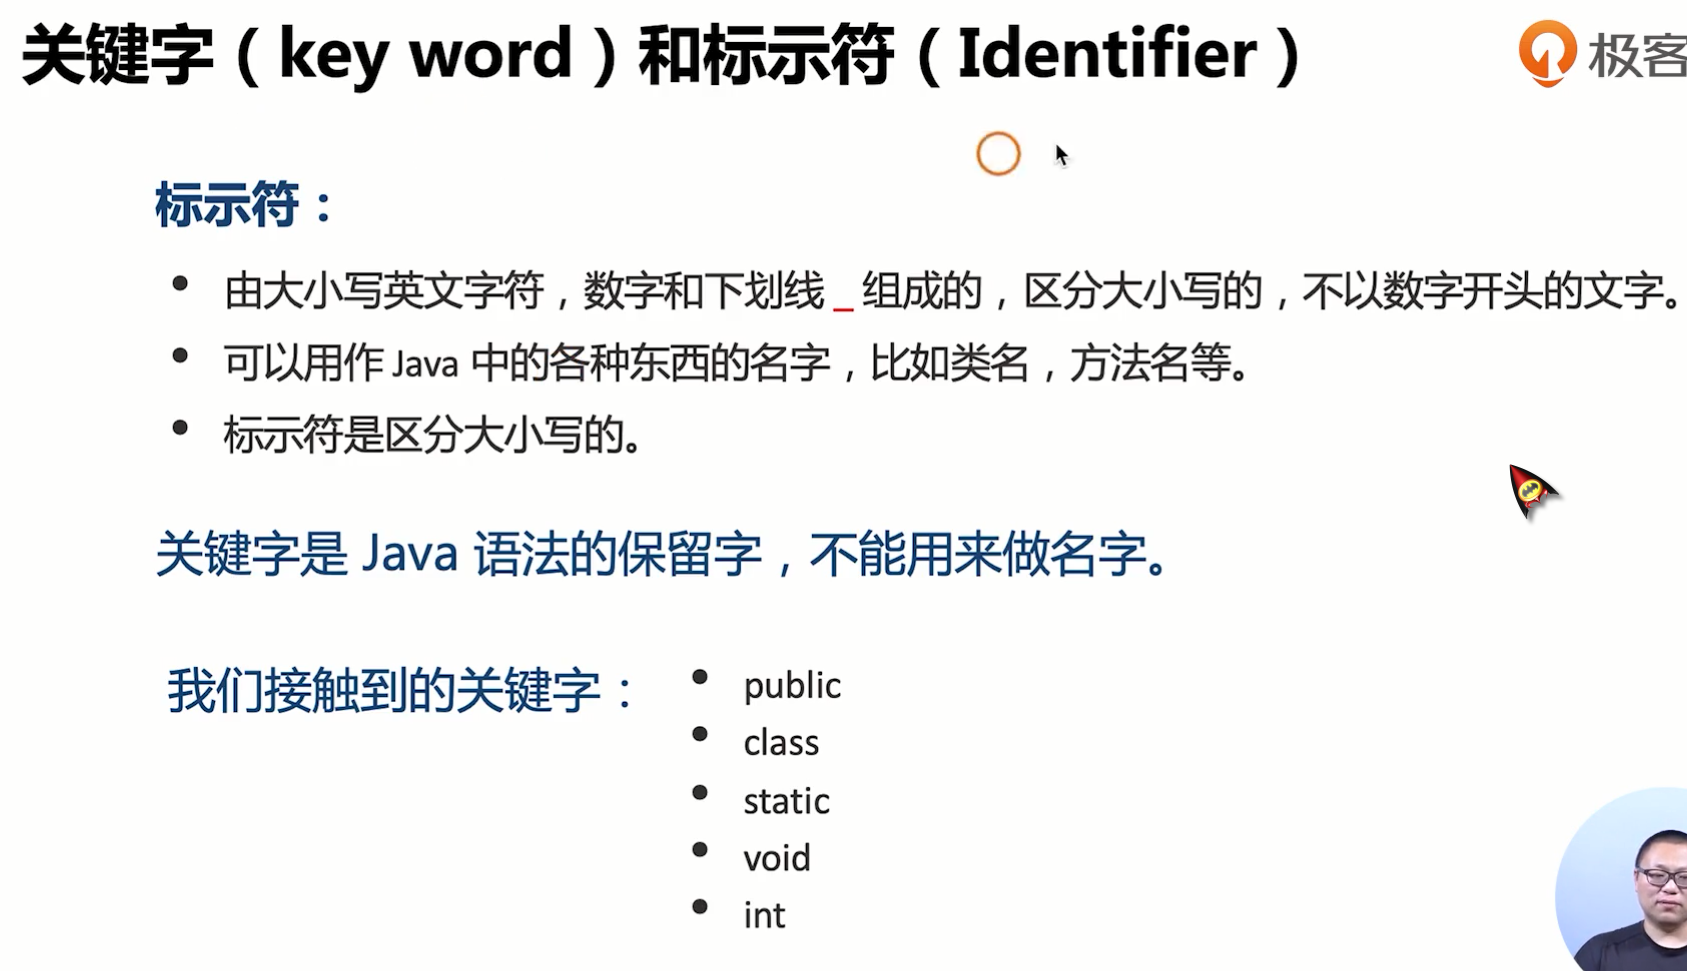 关键字（key word）和标示符（Identifier）
极客
标示符：
• 由大小写英文字符，数字和下划线 _ 组成的，区分大小写的，不以数字开头的文字。
• 可以用作 Java 中的各种东西的名字，比如类名，方法名等。
• 标示符是区分大小写的。
关键字是 Java 语法的保留字，不能用来做名字。
我们接触到的关键字：
• public
• class
• static
• void
• int